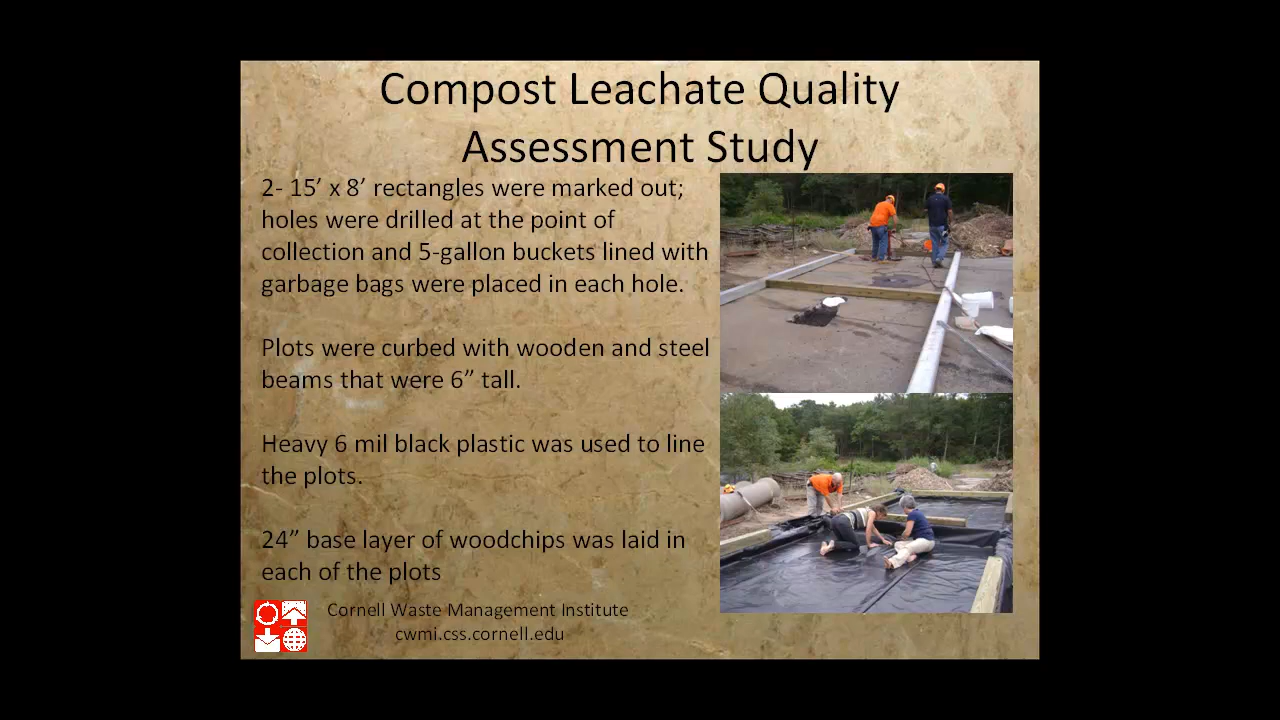 Compost Leachate Quality
Assessment Study
2- 15’ x 8’ rectangles were marked out;
holes were drilled at the point of
collection and 5-gallon buckets lined with
garbage bags were placed in each hole.
Plots were curbed with wooden and steel
beams that were 6” tall.
Heavy 6 mil black plastic was used to line
the plots.
24” base layer of woodchips was laid in
each of the plots
Cornell Waste Management Institute
cwmi.css.cornell.edu